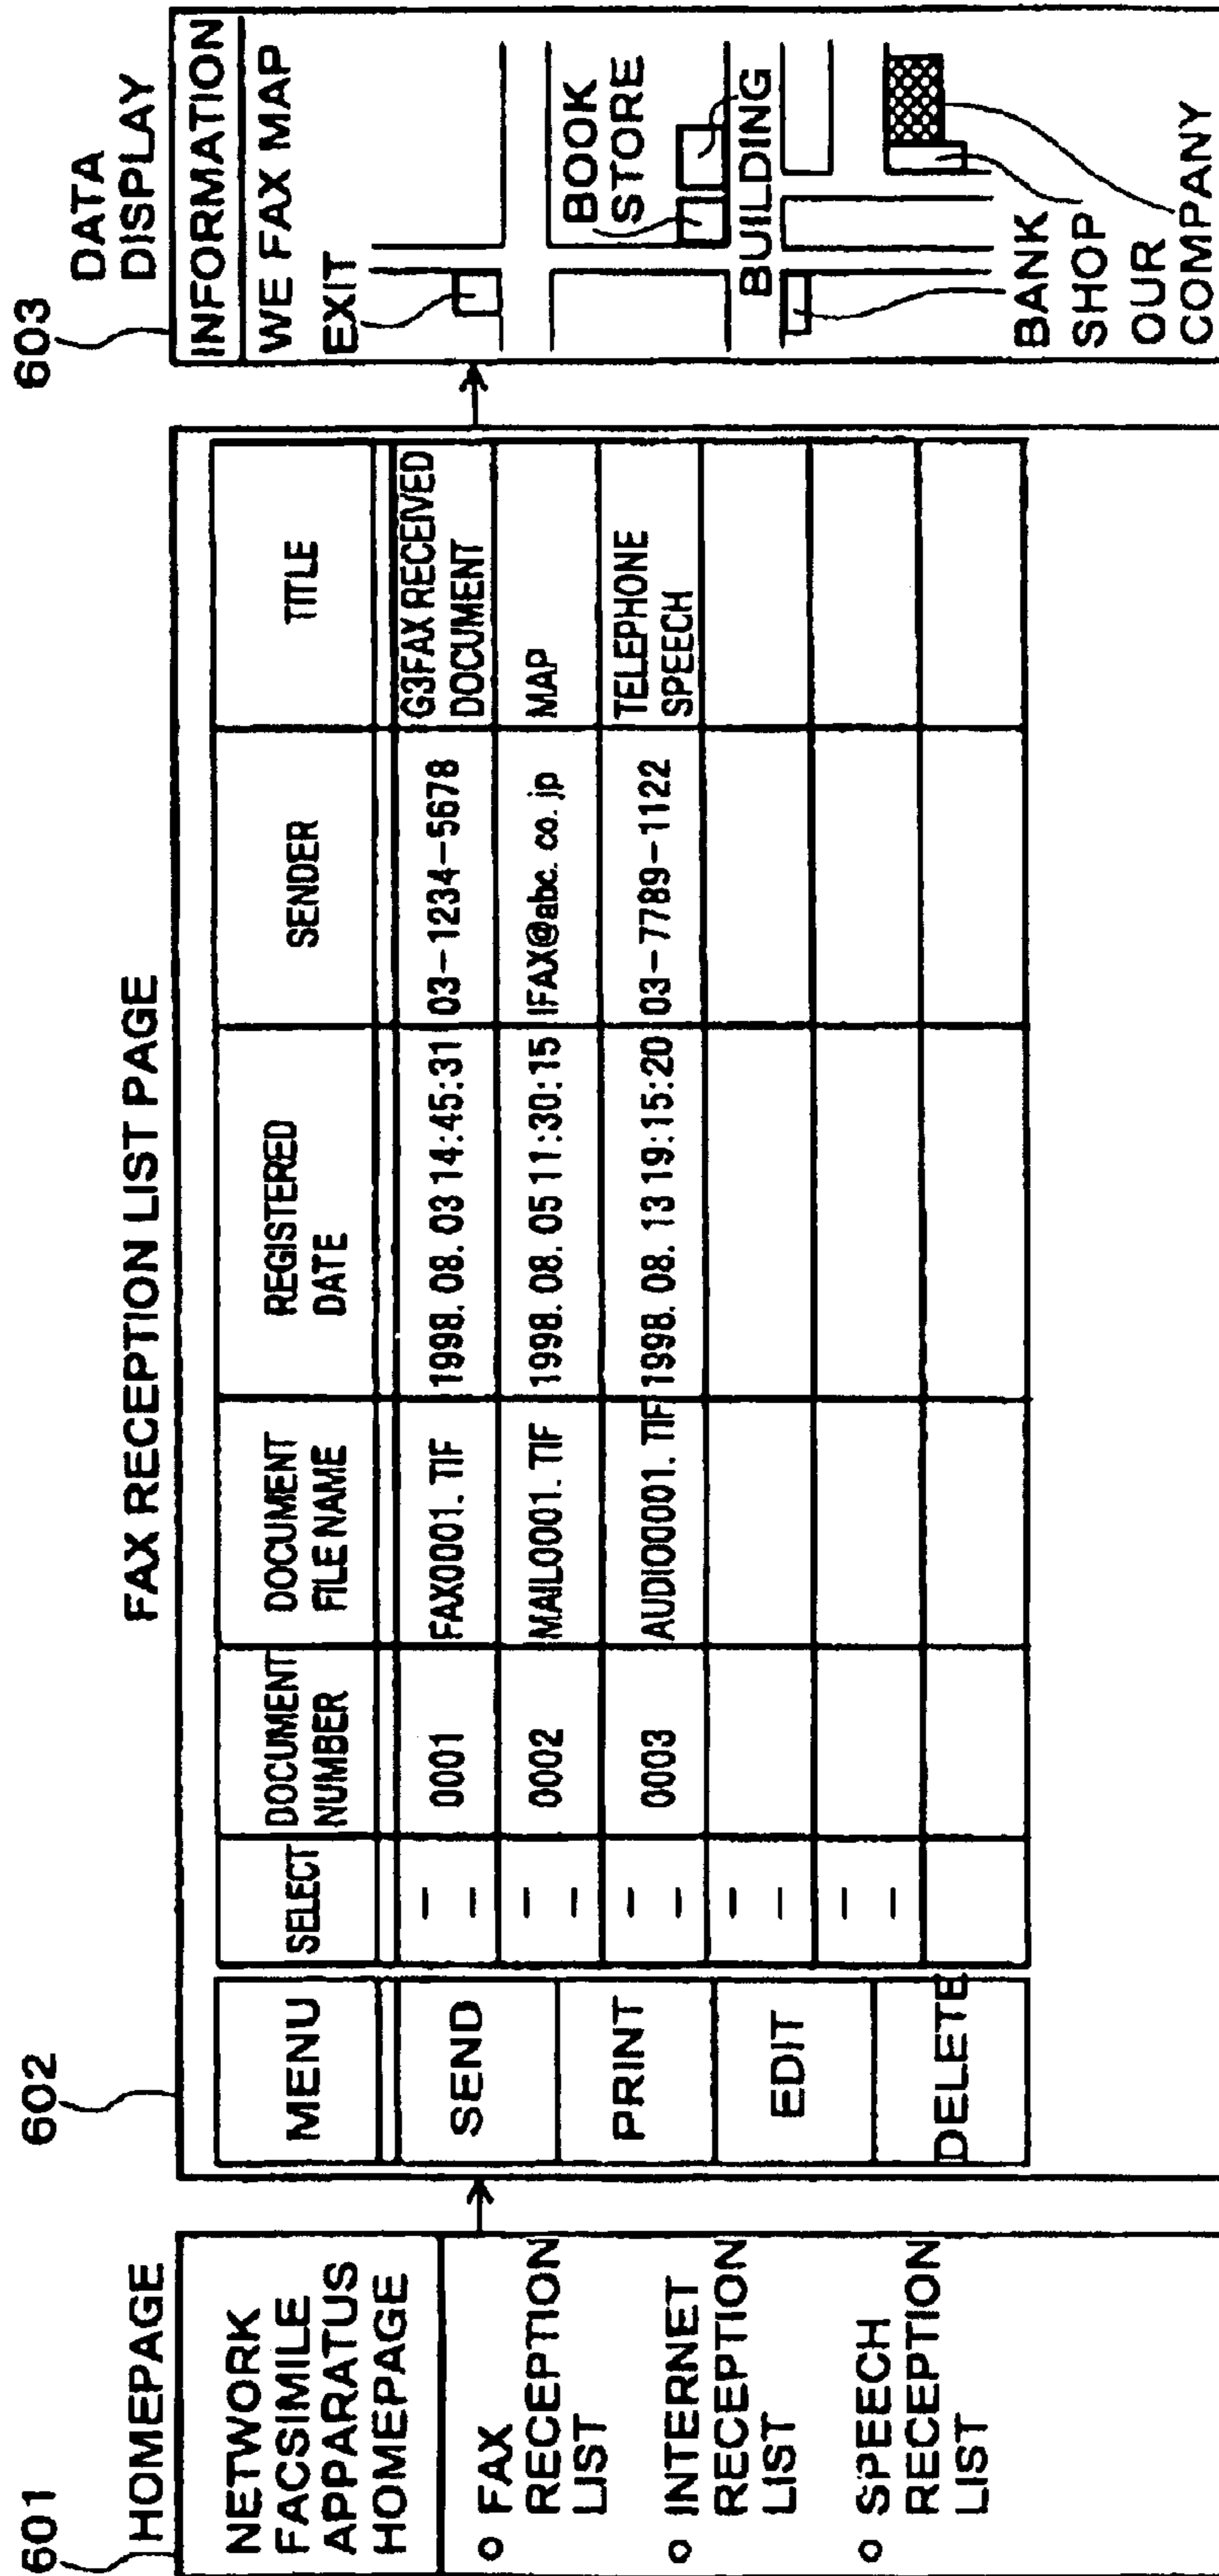 601
HOMEPAGE
NETWORK
FACSIMILE
APPARATUS
HOMEPAGE
o FAX
RECEPTION
LIST
o INTERNET
RECEPTION
LIST
o SPEECH
RECEPTION
LIST
602
FAX RECEPTION LIST PAGE
MENU
SEND
PRINT
EDIT
DELETE
SELECT DOCUMENT NUMBER DOCUMENT FILE NAME REGISTERED DATE SENDER TITLE
0001 FAX0001. TIF 1998. 08. 03 14:45:31 03-1234-5678 G3FAX RECEIVED DOCUMENT
0002 MAIL0001. TIF 1998. 08. 05 11:30:15 IFAX@abc. co. jp MAP
0003 AUDIO0001. TIF 1998. 08. 13 19:15:20 03-7789-1122 TELEPHONE SPEECH
603
DATA
DISPLAY
INFORMATION
WE FAX MAP
EXIT
BOOK
STORE
BUILDING
BANK
SHOP
OUR
COMPANY